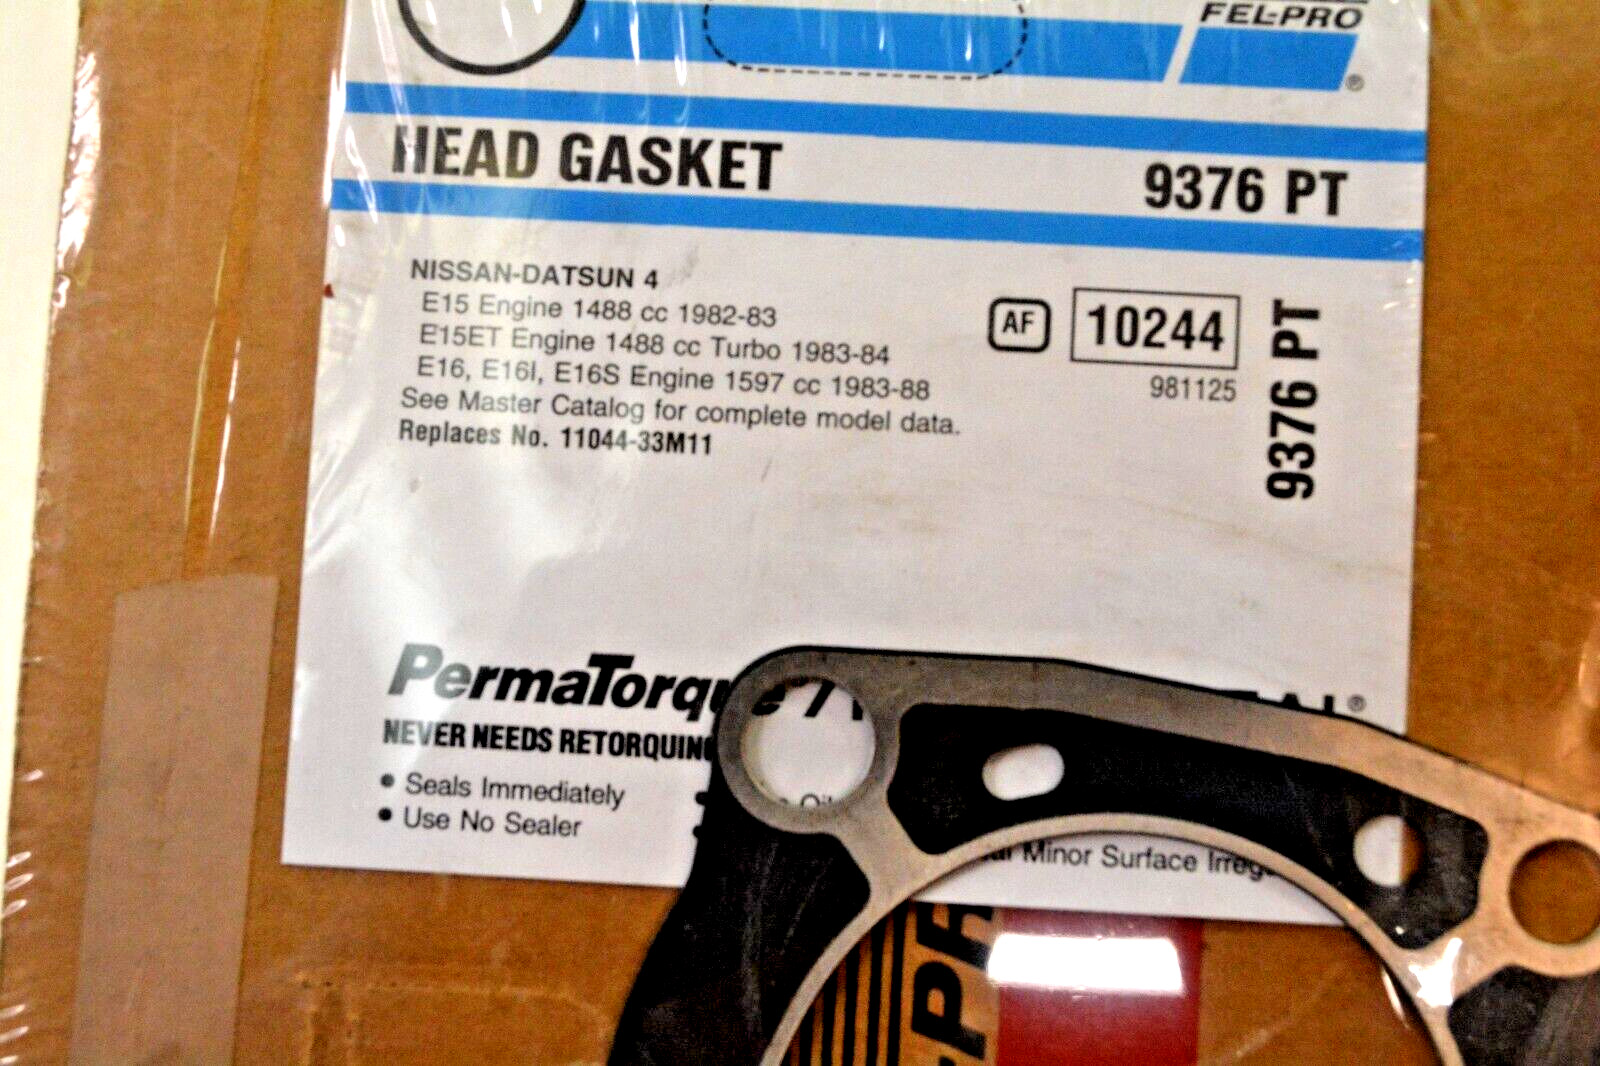 FEL-PRO
®
HEAD GASKET 9376 PT
NISSAN-DATSUN 4
E15 Engine 1488 cc 1982-83
E15ET Engine 1488 cc Turbo 1983-84
E16, E16I, E16S Engine 1597 cc 1983-88
See Master Catalog for complete model data.
Replaces No. 11044-33M11
AF 10244
981125
9376 PT
PermaTorque
®
NEVER NEEDS RETORQUING
• Seals Immediately
• Use No Sealer
Minor Surface